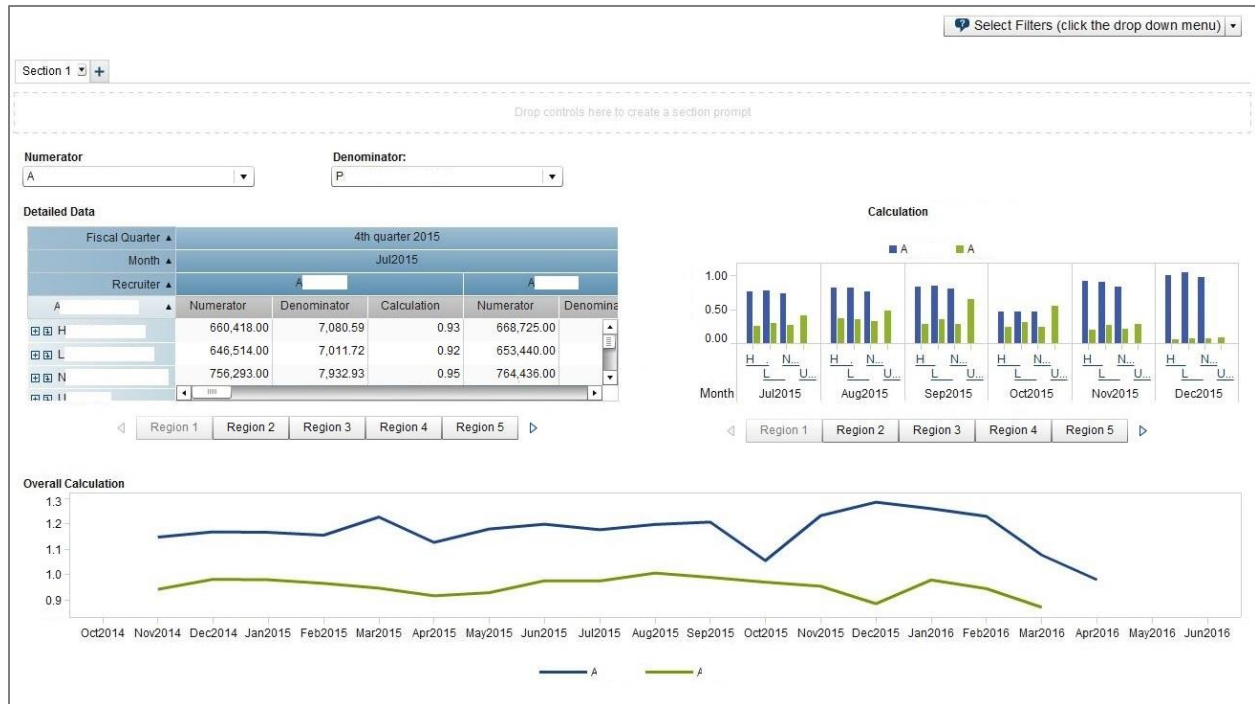 Select Filters (click the drop down menu)
Section 1
Drop controls here to create a section prompt
Numerator
Denominator:
A
P
Detailed Data
Fiscal Quarter
4th quarter 2015
Month
Jul2015
Recruiter
A
A
A
Numerator
Denominator
Calculation
Numerator
Denomina
H
660,418.00
7,080.59
0.93
668,725.00
L
646,514.00
7,011.72
0.92
653,440.00
N
756,293.00
7,932.93
0.95
764,436.00
U
Region 1
Region 2
Region 3
Region 4
Region 5
Calculation
A
A
1.00
0.50
0.00
H N... H N... H N... H N... H N... H N...
L U... L U... L U... L U... L U... L U...
Month
Jul2015
Aug2015
Sep2015
Oct2015
Nov2015
Dec2015
Region 1
Region 2
Region 3
Region 4
Region 5
Overall Calculation
1.3
1.2
1.1
1.0
0.9
Oct2014 Nov2014 Dec2014 Jan2015 Feb2015 Mar2015 Apr2015 May2015 Jun2015 Jul2015 Aug2015 Sep2015 Oct2015 Nov2015 Dec2015 Jan2016 Feb2016 Mar2016 Apr2016 May2016 Jun2016
A
A